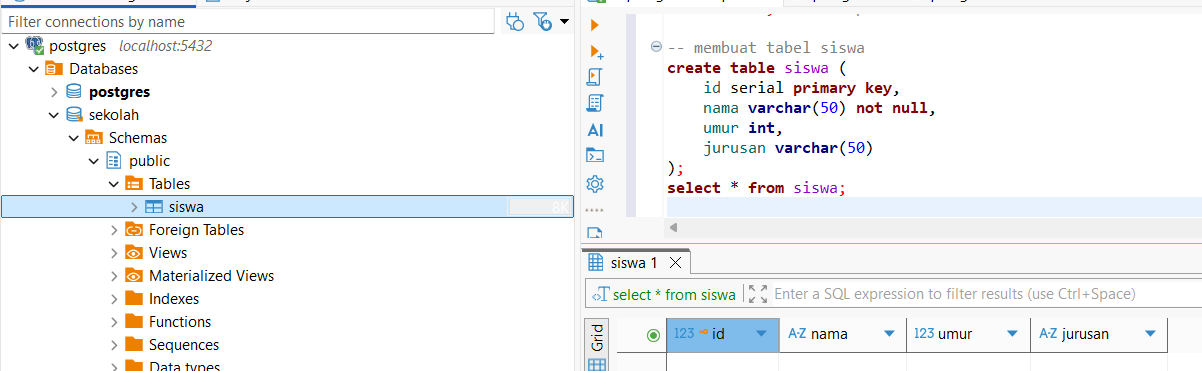 Filter connections by name
postgres localhost:5432
Databases
postgres
sekolah
Schemas
public
Tables
siswa 8K
Foreign Tables
Views
Materialized Views
Indexes
Functions
Sequences
Data types
-- membuat tabel siswa
create table siswa (
id serial primary key,
nama varchar(50) not null,
umur int,
jurusan varchar(50)
);
select * from siswa;
AI
siswa 1
select * from siswa Enter a SQL expression to filter results (use Ctrl+Space)
Grid
123 id A-Z nama 123 umur A-Z jurusan